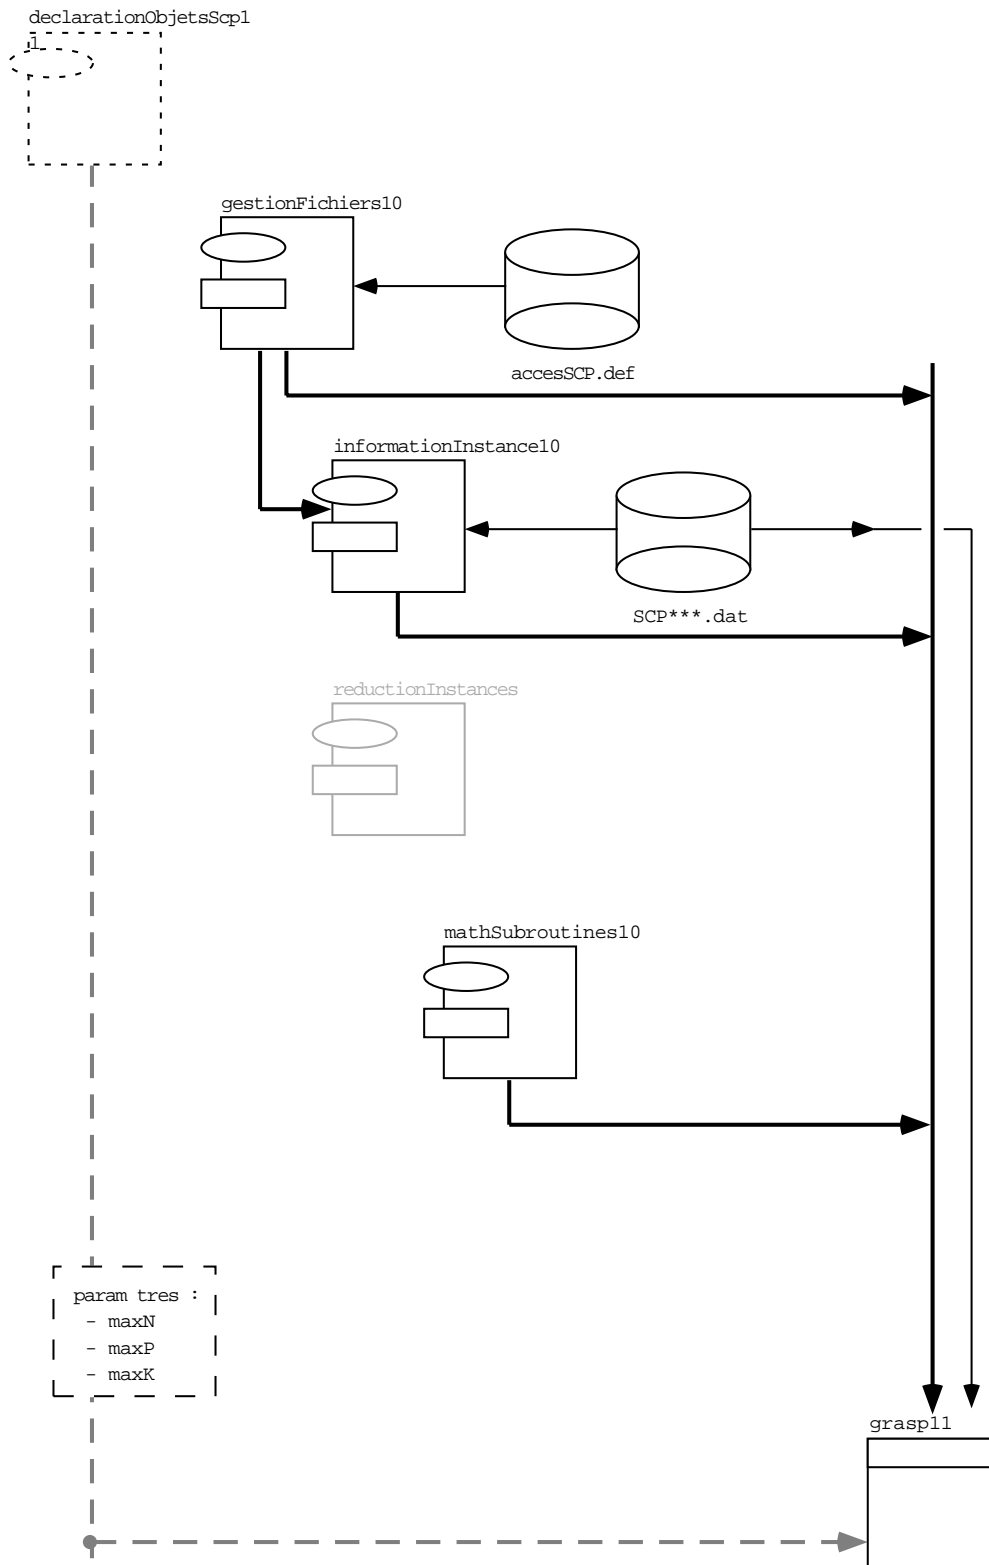 declarationObjetsScp1
1
gestionFichiers10
accesSCP.def
informationInstance10
SCP***.dat
reductionInstances
mathSubroutines10
param tres :
- maxN
- maxP
- maxK
grasp11